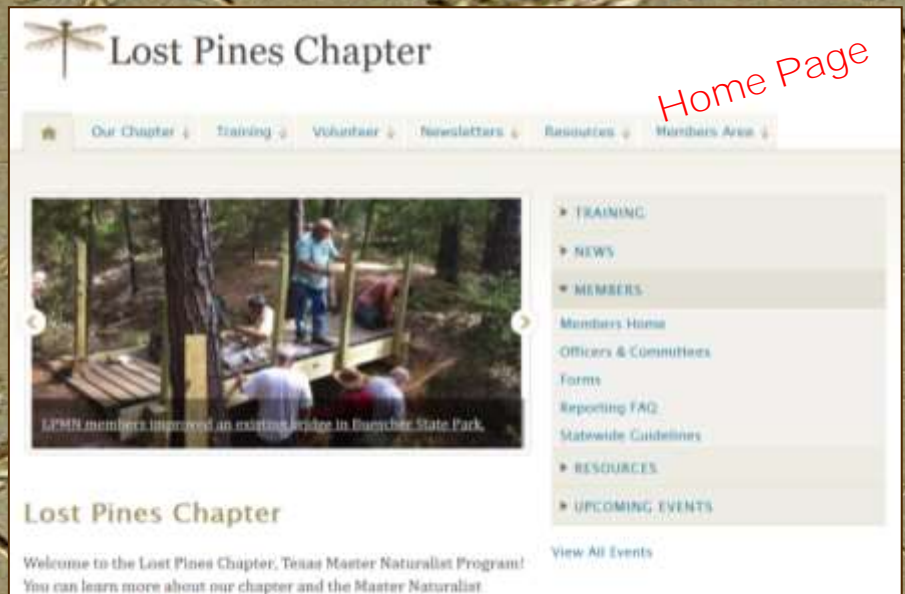 Lost Pines Chapter
Home Page
Our Chapter
Training
Volunteer
Newsletters
Resources
Members Area
LPMN members improved an existing bridge in Buescher State Park.
TRAINING
NEWS
MEMBERS
Members Home
Officers & Committees
Forms
Reporting FAQ
Statewide Guidelines
RESOURCES
UPCOMING EVENTS
View All Events
Lost Pines Chapter
Welcome to the Lost Pines Chapter, Texas Master Naturalist Program!
You can learn more about our chapter and the Master Naturalist